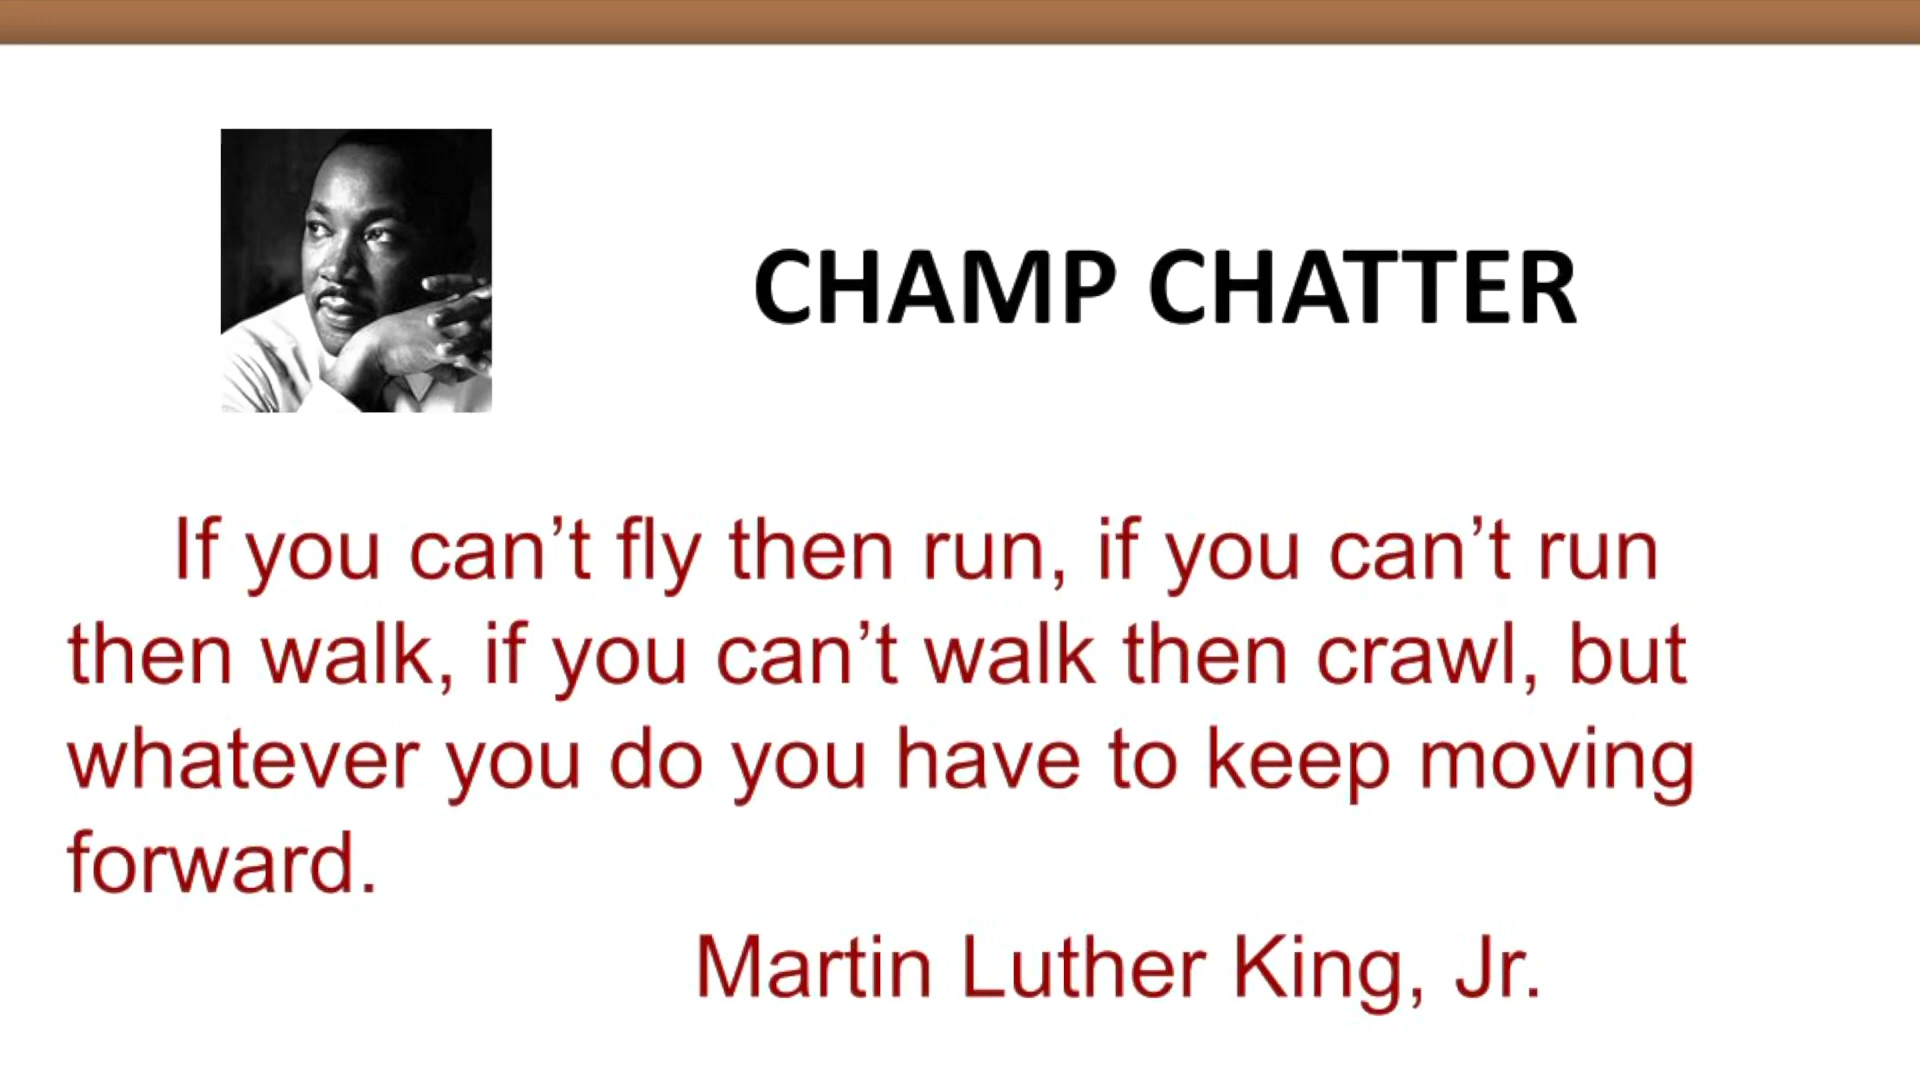 CHAMP CHATTER
If you can’t fly then run, if you can’t run
then walk, if you can’t walk then crawl, but
whatever you do you have to keep moving
forward.
Martin Luther King, Jr.